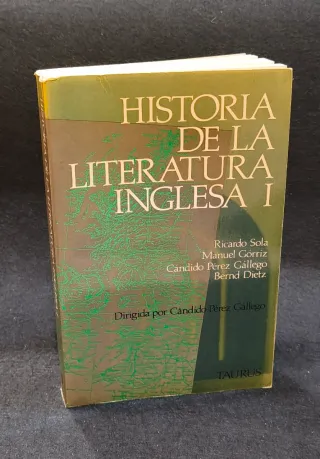 HISTORIA
DE LA
LITERATURA
INGLESA I
Ricardo Sola
Manuel Górriz
Cándido Pérez Gállego
Bernd Dietz
Dirigida por Cándido Pérez Gállego
TAURUS